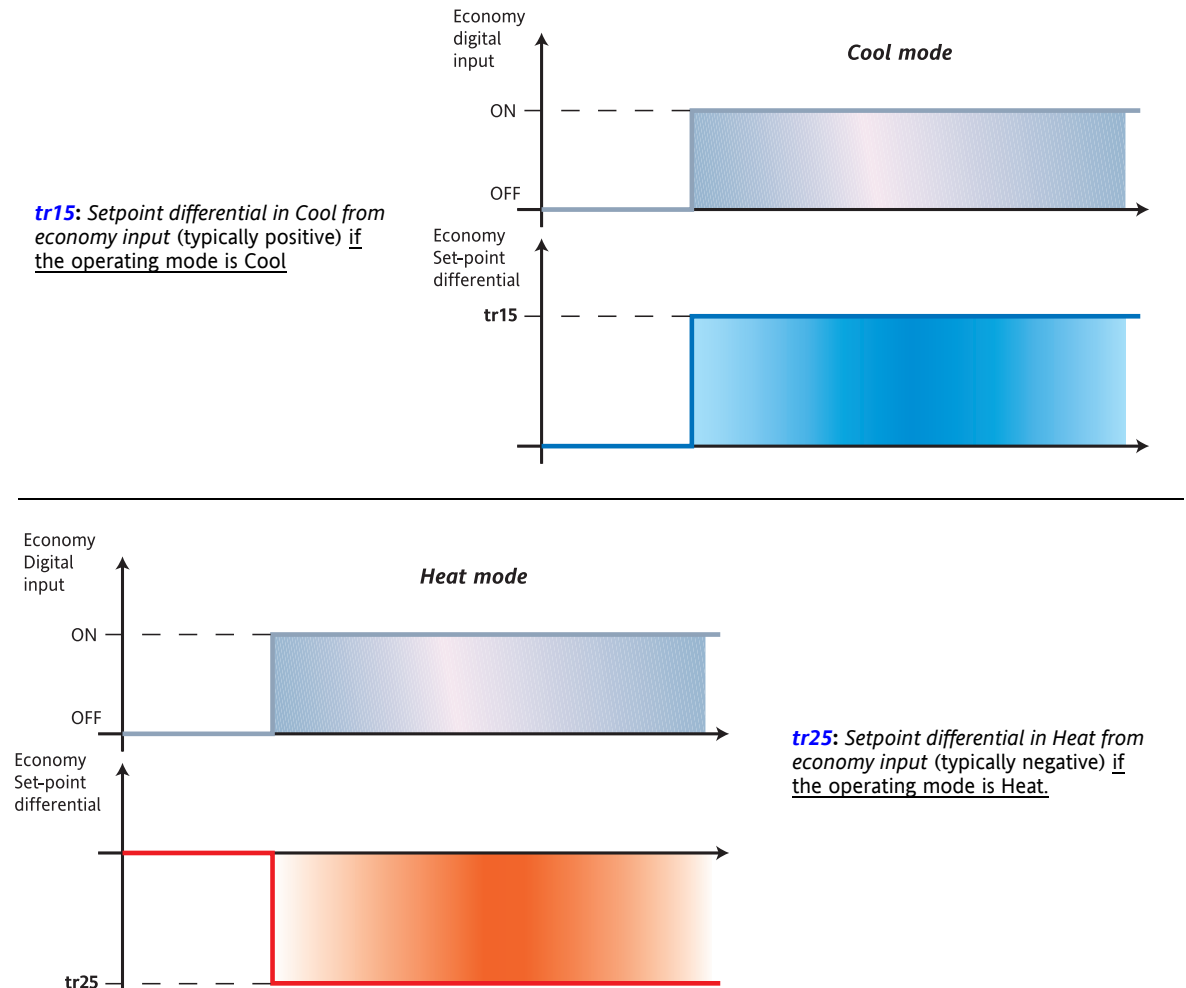 Economy
digital
input
Cool mode
ON
OFF
tr15: Setpoint differential in Cool from
economy input (typically positive) if
the operating mode is Cool
Economy
Set-point
differential
tr15
Economy
Digital
input
Heat mode
ON
OFF
tr25: Setpoint differential in Heat from
economy input (typically negative) if
the operating mode is Heat.
Economy
Set-point
differential
tr25